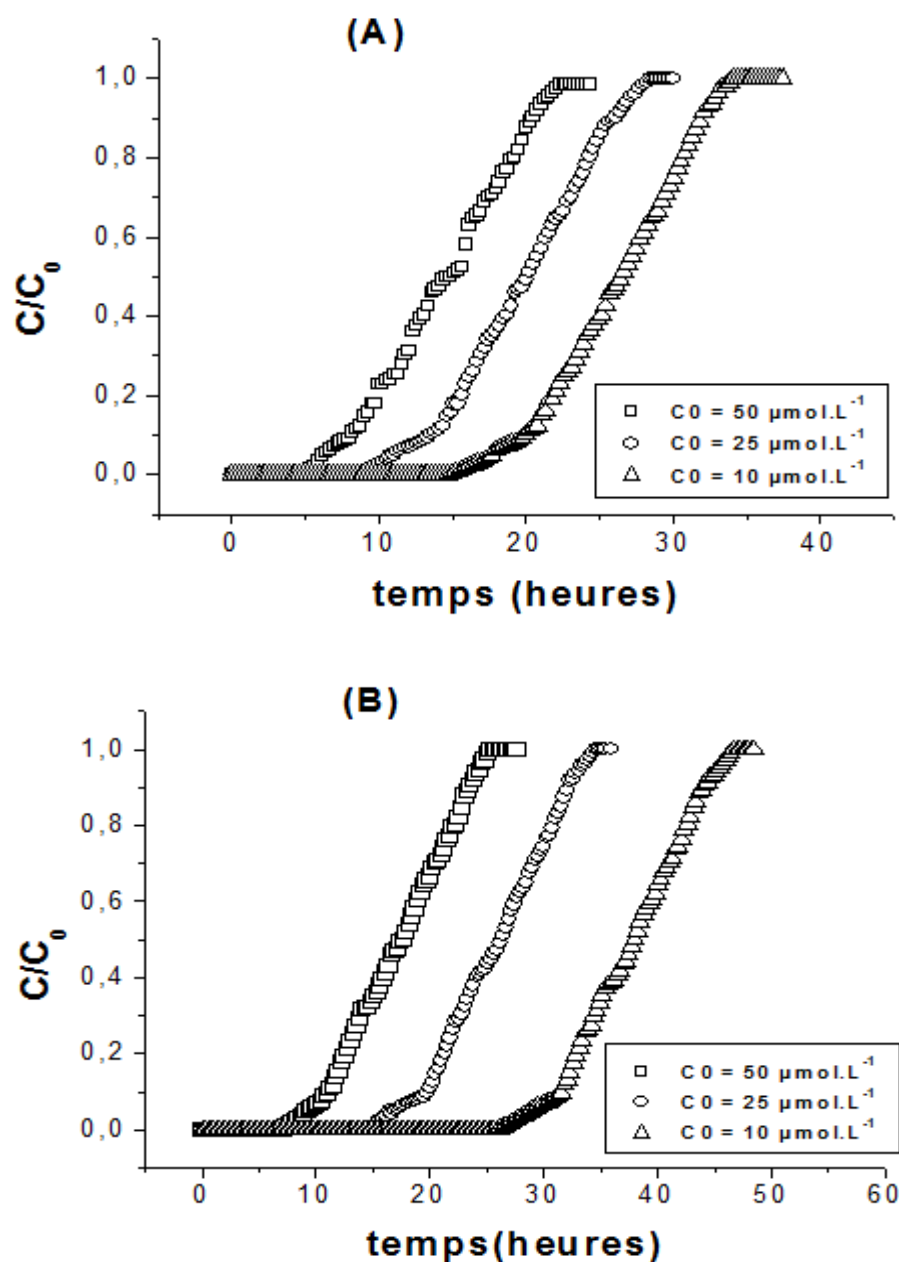 (A)
1,0
0,8
0,6
0,4
0,2
0,0
C/C₀
□ C0 = 50 µmol.L⁻¹
○ C0 = 25 µmol.L⁻¹
△ C0 = 10 µmol.L⁻¹
0 10 20 30 40
temps (heures)
(B)
1,0
0,8
0,6
0,4
0,2
0,0
C/C₀
□ C0 = 50 µmol.L⁻¹
○ C0 = 25 µmol.L⁻¹
△ C0 = 10 µmol.L⁻¹
0 10 20 30 40 50 60
temps(heures)